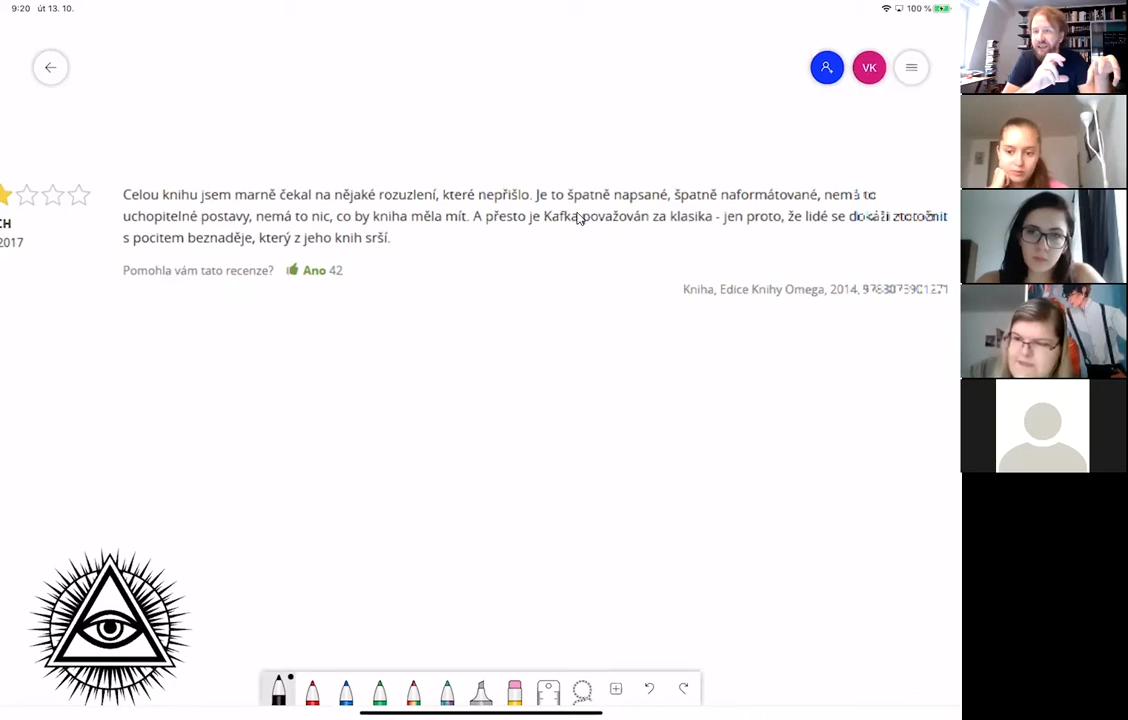 9:20 út 13. 10.
100 %
VK
Celou knihu jsem marně čekal na nějaké rozuzlení, které nepřišlo. Je to špatně napsané, špatně naformátované, nemá to
CH
uchopitelné postavy, nemá to nic, co by kniha měla mít. A přesto je Kafka považován za klasika - jen proto, že lidé se dokáží ztotožnit
2017
s pocitem beznaděje, který z jeho knih srší.
Pomohla vám tato recenze? Ano 42
Kniha, Edice Knihy Omega, 2014,